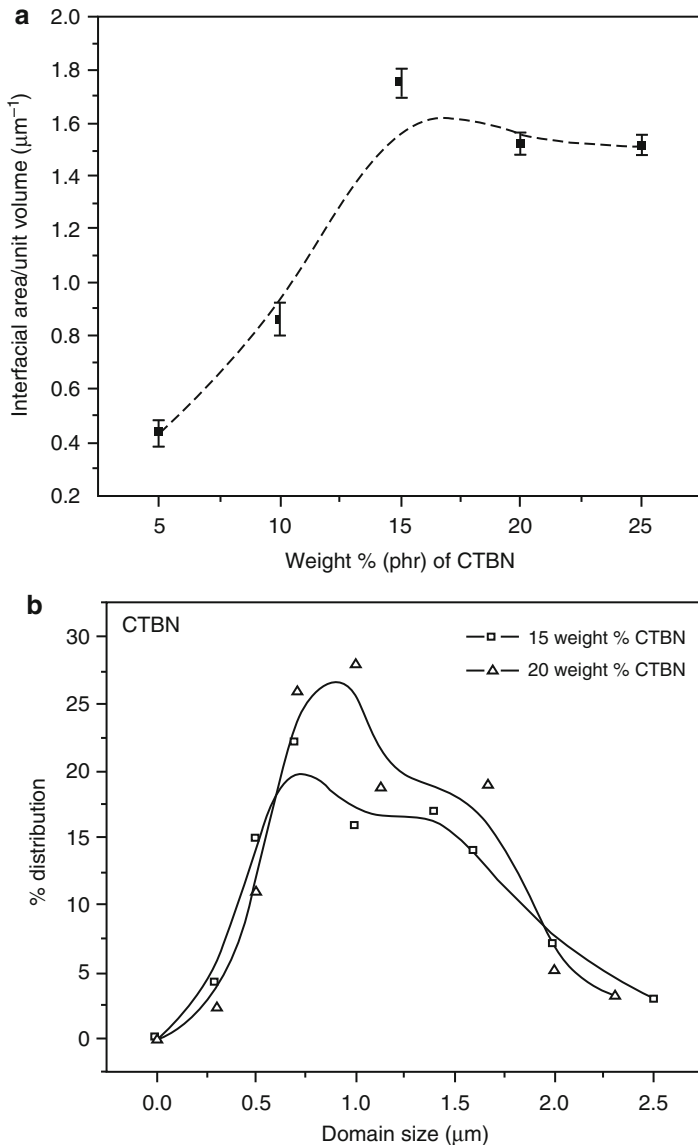 a
Interfacial area/unit volume (μm⁻¹)
2.0
1.8
1.6
1.4
1.2
1.0
0.8
0.6
0.4
0.2
5 10 15 20 25
Weight % (phr) of CTBN
b
CTBN
15 weight % CTBN
20 weight % CTBN
% distribution
30
25
20
15
10
5
0
0.0 0.5 1.0 1.5 2.0 2.5
Domain size (μm)